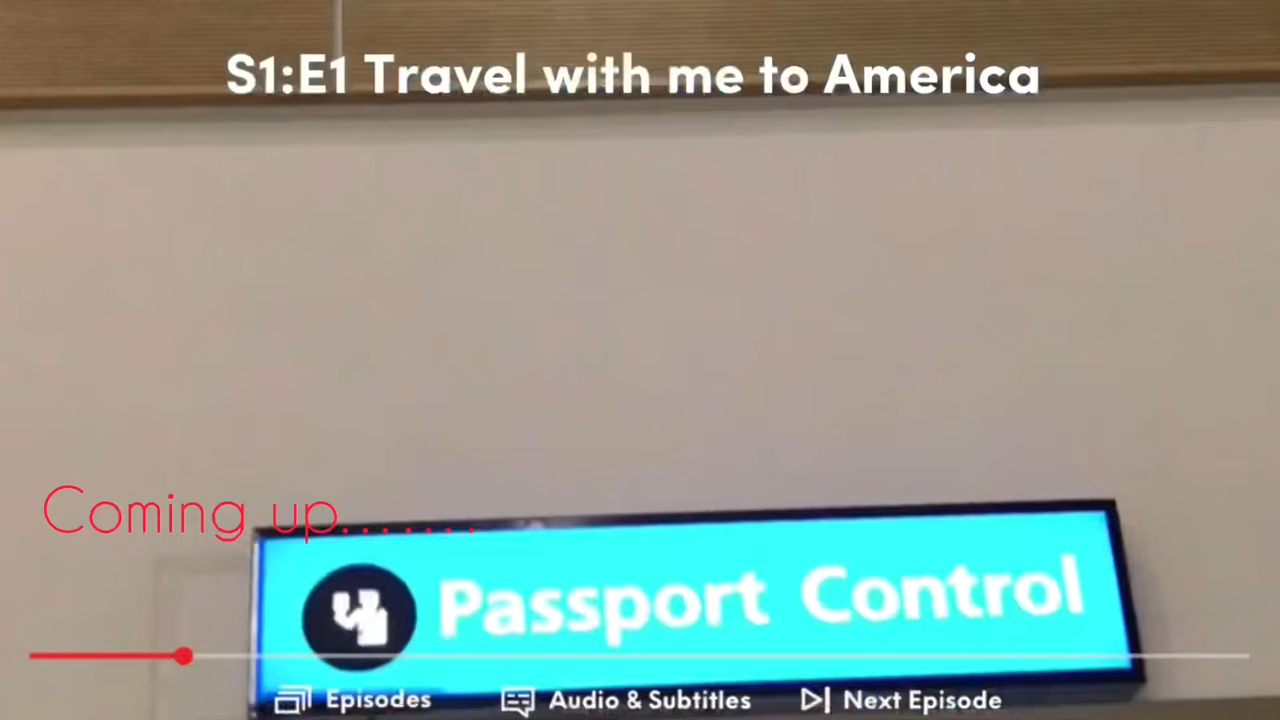 S1:E1 Travel with me to America
Coming up.......
Passport Control
Episodes
Audio & Subtitles
Next Episode